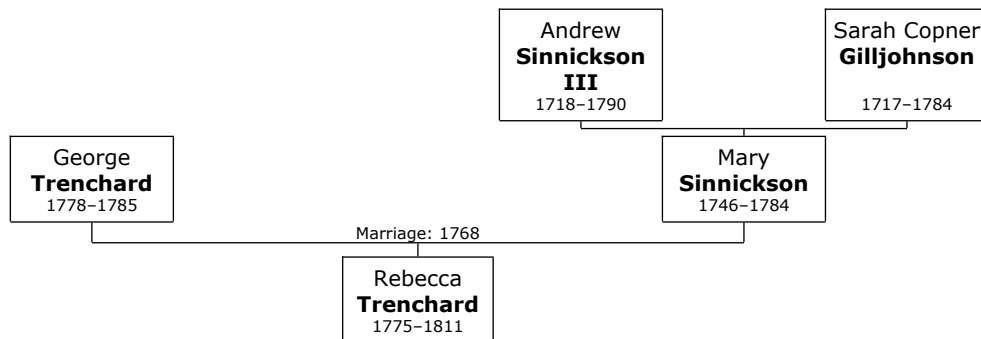 Andrew
Sinnickson
III
1718–1790
Sarah Copner
Gilljohnson
1717–1784
George
Trenchard
1778–1785
Mary
Sinnickson
1746–1784
Marriage: 1768
Rebecca
Trenchard
1775–1811